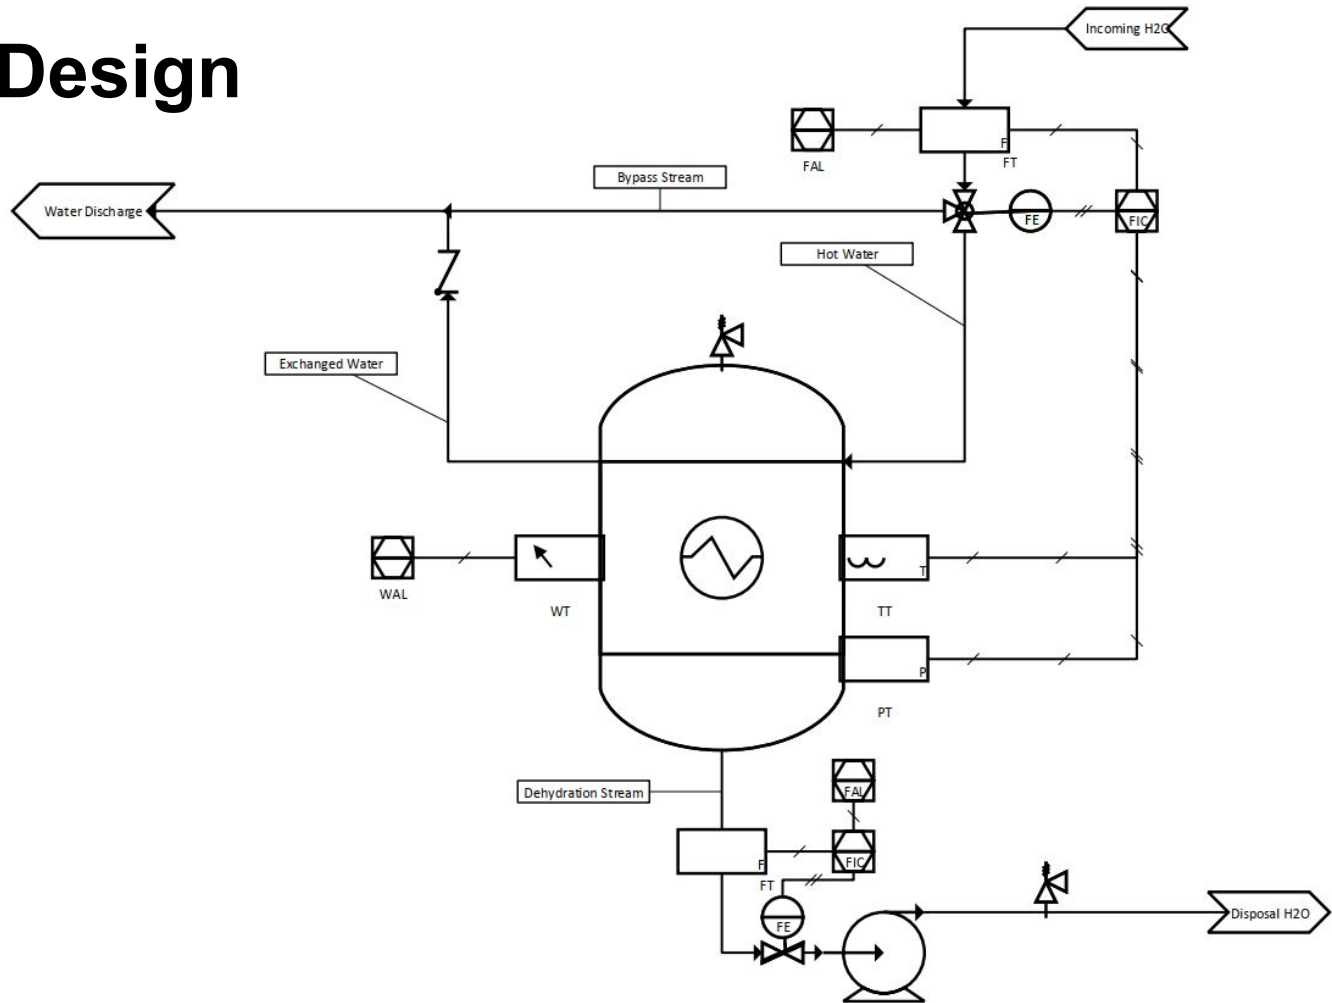 Design
Incoming H2O
FAL
F
FT
Bypass Stream
Water Discharge
FE
FIC
Hot Water
Exchanged Water
WAL
WT
T
TT
P
PT
Dehydration Stream
FAL
F
FIC
FT
FE
Disposal H2O